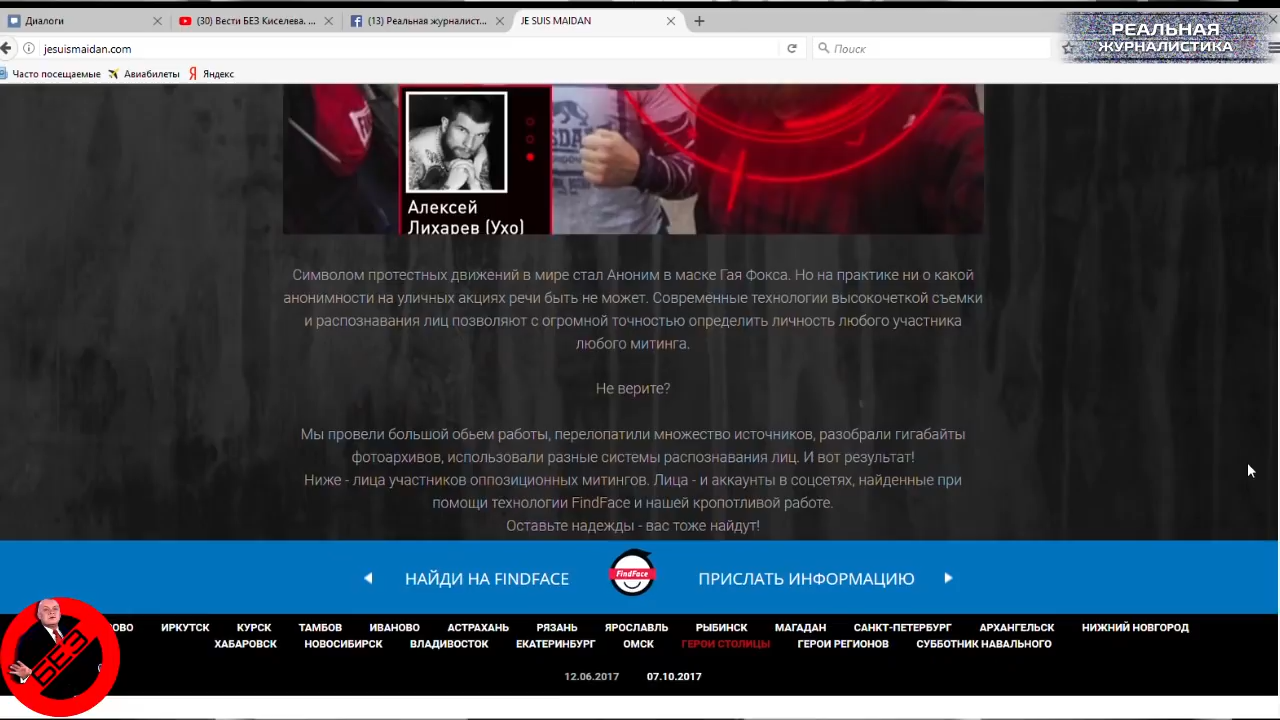 Диалоги
(30) Вести БЕЗ Киселева. ...
(13) Реальная журналист...
JE SUIS MAIDAN
jesuismaidan.com
Поиск
РЕАЛЬНАЯ
ЖУРНАЛИСТИКА
Часто посещаемые
Авиабилеты
Яндекс
Алексей
Лихарев (Ухо)
Символом протестных движений в мире стал Аноним в маске Гая Фокса. Но на практике ни о какой
анонимности на уличных акциях речи быть не может. Современные технологии высокочеткой съемки
и распознавания лиц позволяют с огромной точностью определить личность любого участника
любого митинга.
Не верите?
Мы провели большой обьем работы, перелопатили множество источников, разобрали гигабайты
фотоархивов, использовали разные системы распознавания лиц. И вот результат!
Ниже - лица участников оппозиционных митингов. Лица - и аккаунты в соцсетях, найденные при
помощи технологии FindFace и нашей кропотливой работе.
Оставьте надежды - вас тоже найдут!
НАЙДИ НА FINDFACE
FindFace
ПРИСЛАТЬ ИНФОРМАЦИЮ
ОВО ИРКУТСК КУРСК ТАМБОВ ИВАНОВО АСТРАХАНЬ РЯЗАНЬ ЯРОСЛАВЛЬ РЫБИНСК МАГАДАН САНКТ-ПЕТЕРБУРГ АРХАНГЕЛЬСК НИЖНИЙ НОВГОРОД
ХАБАРОВСК НОВОСИБИРСК ВЛАДИВОСТОК ЕКАТЕРИНБУРГ ОМСК ГЕРОИ СТОЛИЦЫ ГЕРОИ РЕГИОНОВ СУББОТНИК НАВАЛЬНОГО
12.06.2017 07.10.2017
БЕЗ